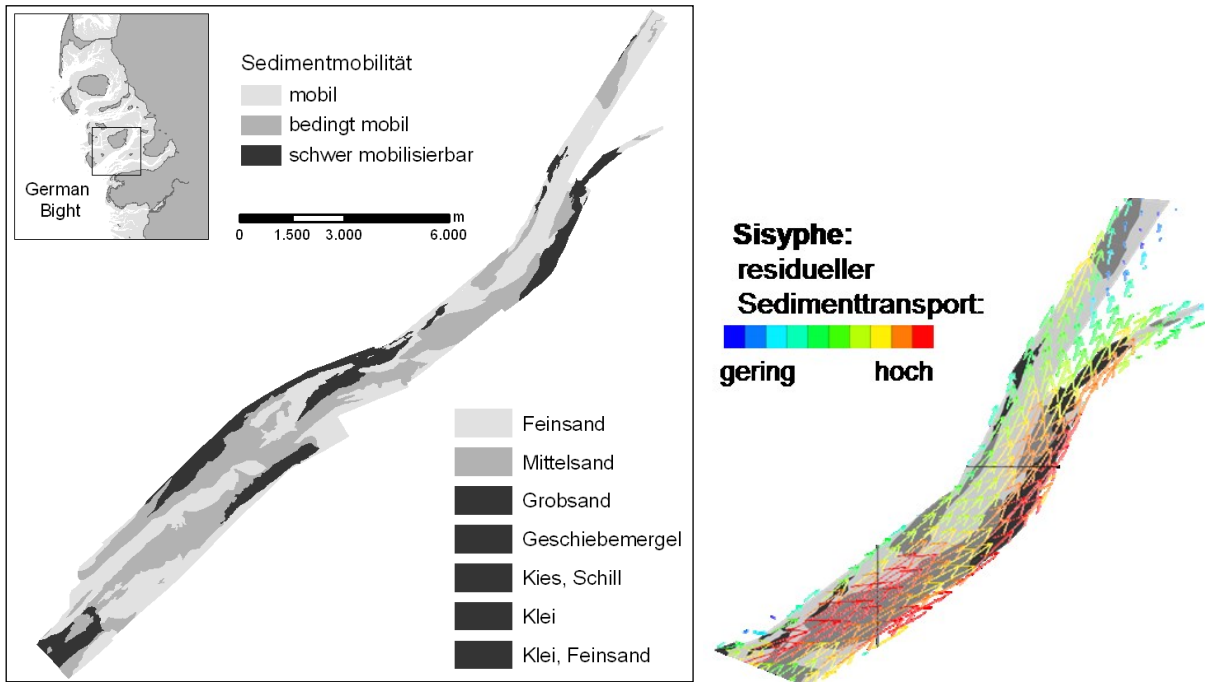 German
Bight
Sedimentmobilität
mobil
bedingt mobil
schwer mobilisierbar
m
0 1.500 3.000 6.000
Feinsand
Mittelsand
Grobsand
Geschiebemergel
Kies, Schill
Klei
Klei, Feinsand
Sisyphe:
residueller
Sedimenttransport:
gering hoch